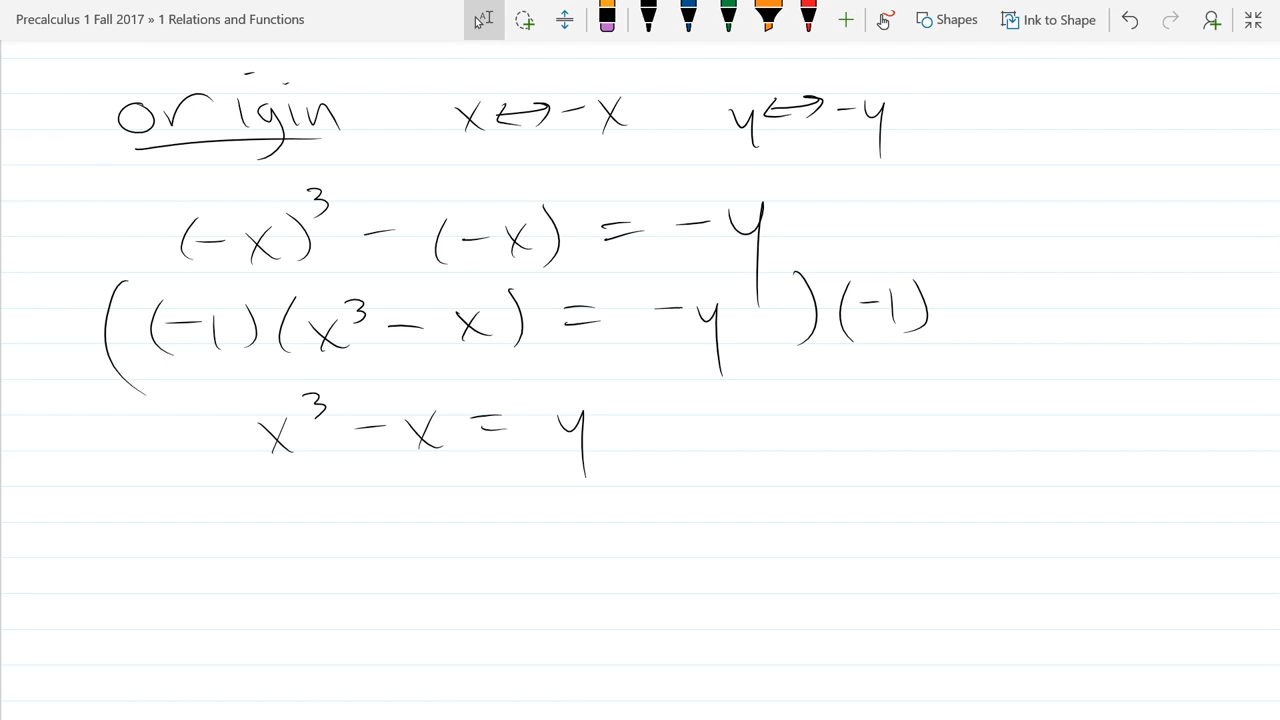 Precalculus 1 Fall 2017 » 1 Relations and Functions Shapes Ink to Shape
origin x ↔ -x y ↔ -y
(-x)³ - (-x) = -y
((-1)(x³ - x) = -y)(-1)
x³ - x = y